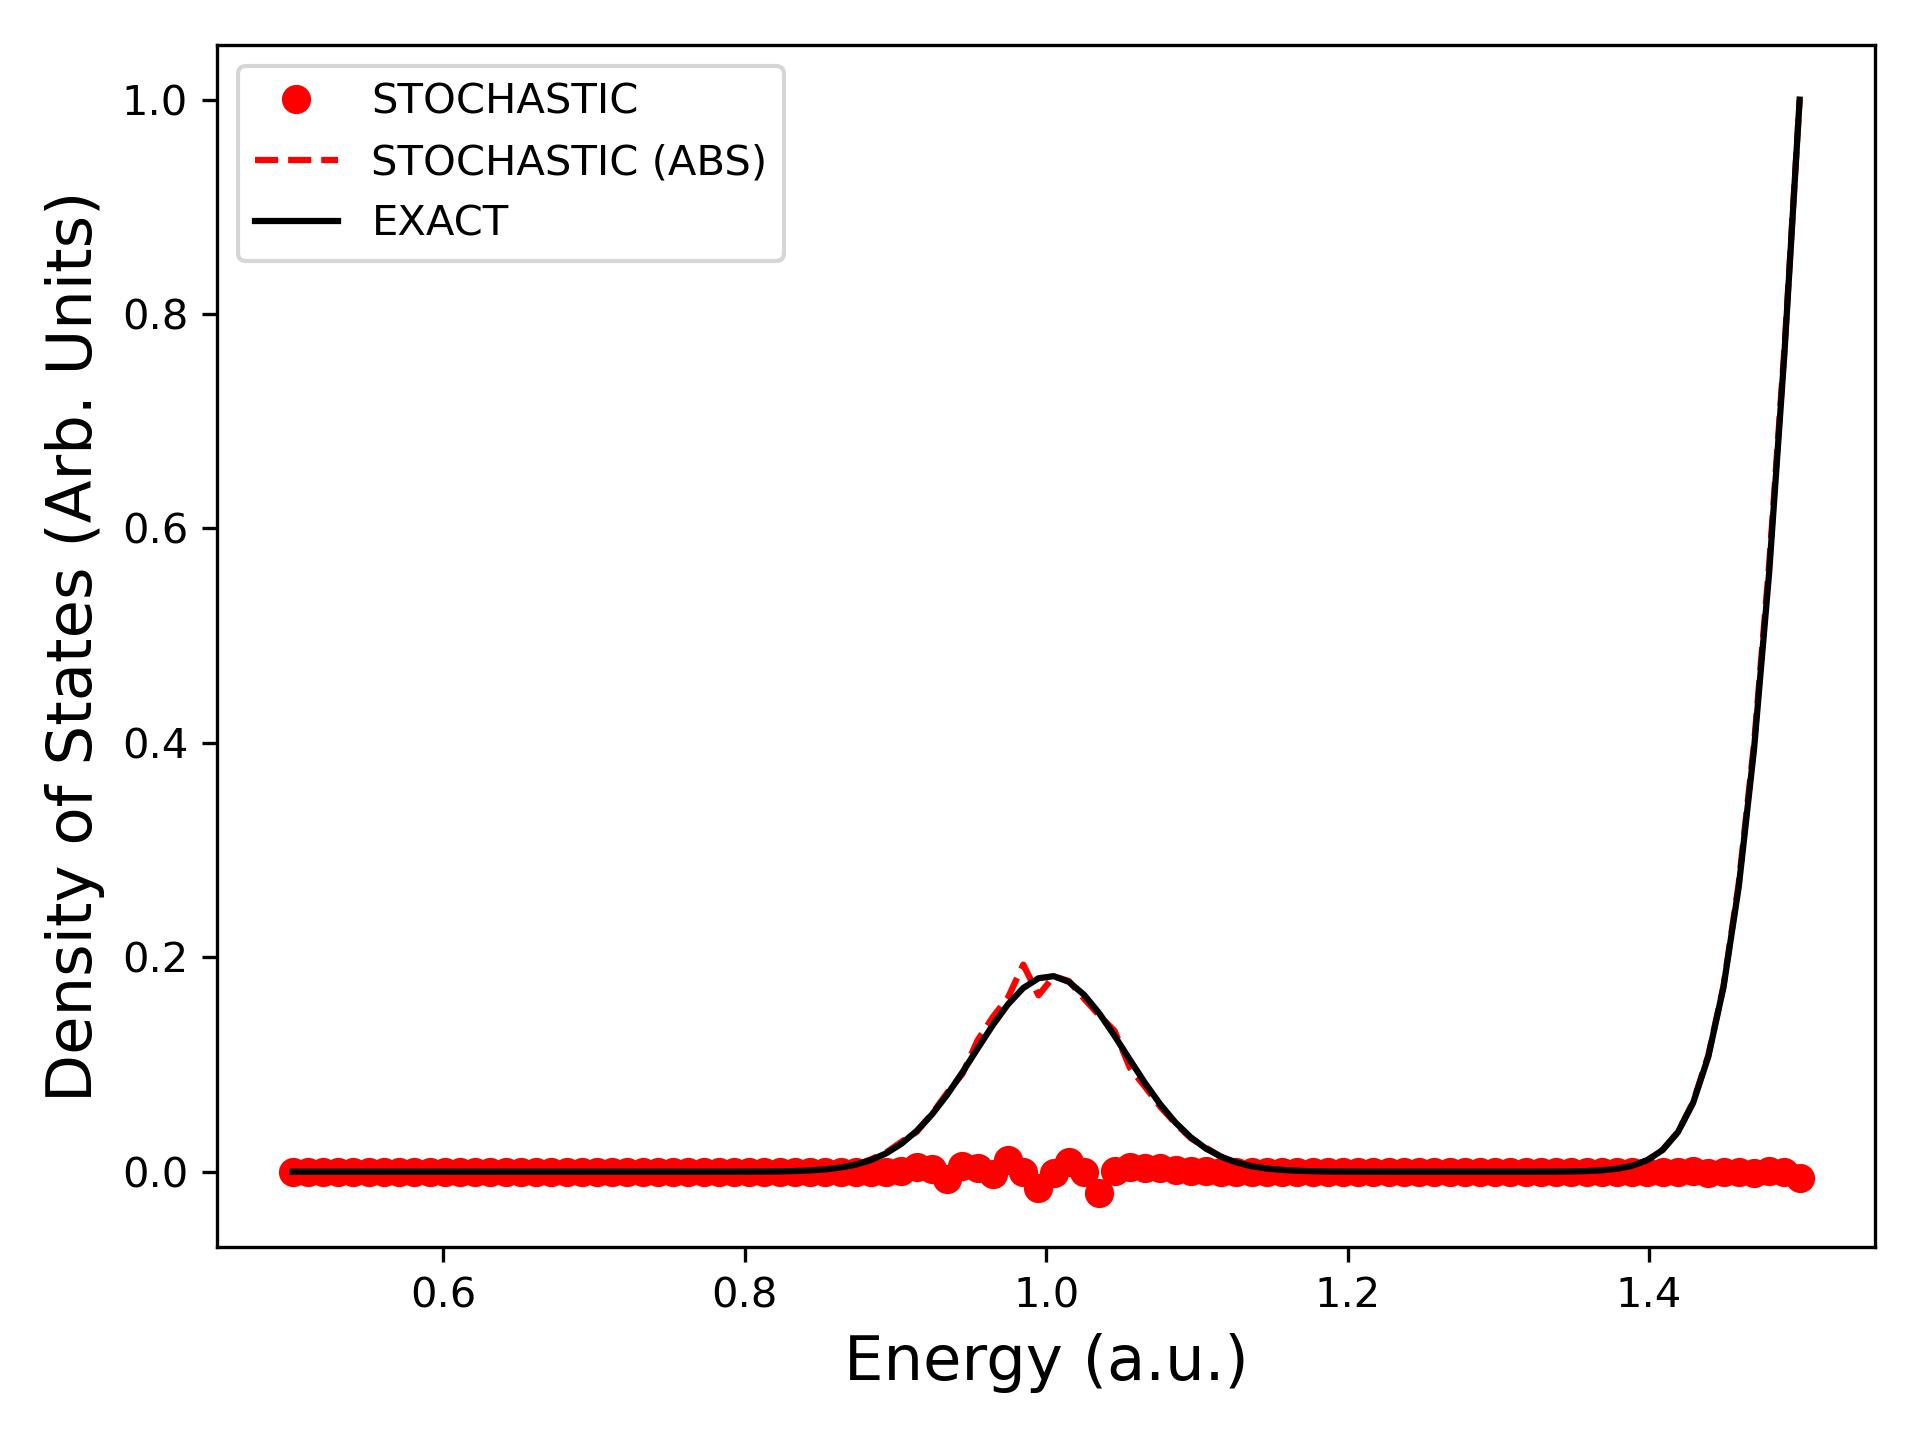 STOCHASTIC
STOCHASTIC (ABS)
EXACT
Density of States (Arb. Units)
1.0
0.8
0.6
0.4
0.2
0.0
0.6 0.8 1.0 1.2 1.4
Energy (a.u.)